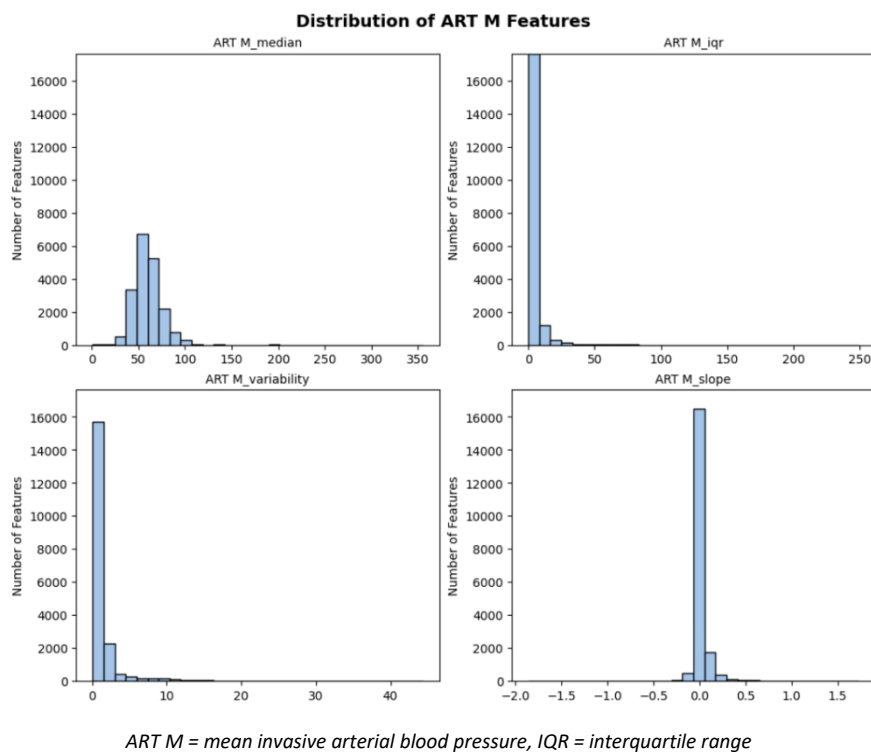 Distribution of ART M Features
ART M_median
ART M_iqr
Number of Features
16000
14000
12000
10000
8000
6000
4000
2000
0
0 50 100 150 200 250 300 350
Number of Features
16000
14000
12000
10000
8000
6000
4000
2000
0
0 50 100 150 200 250
ART M_variability
ART M_slope
Number of Features
16000
14000
12000
10000
8000
6000
4000
2000
0
0 10 20 30 40
Number of Features
16000
14000
12000
10000
8000
6000
4000
2000
0
−2.0 −1.5 −1.0 −0.5 0.0 0.5 1.0 1.5
ART M = mean invasive arterial blood pressure, IQR = interquartile range